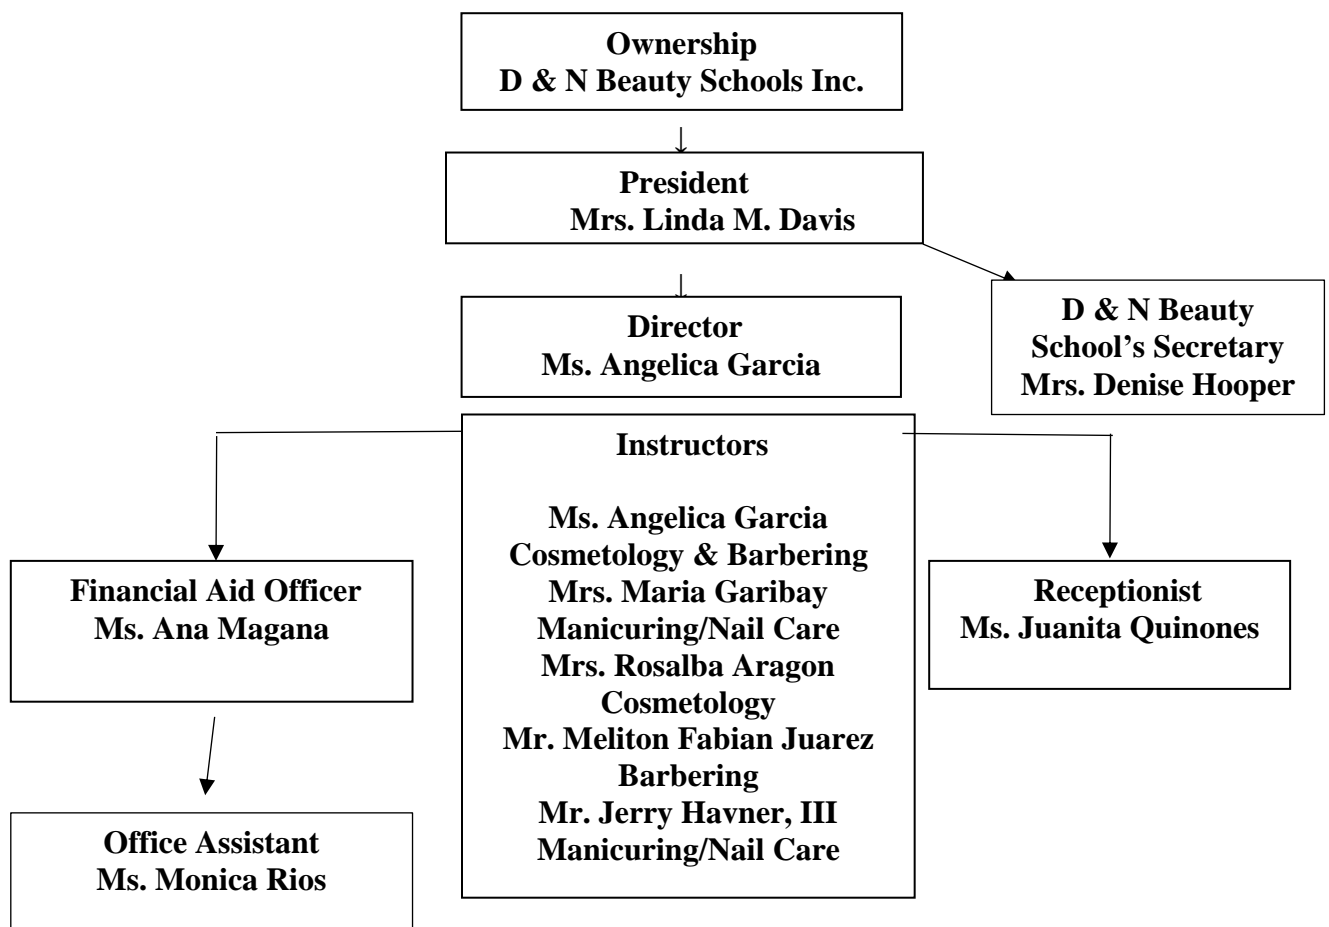 Ownership
D & N Beauty Schools Inc.
President
Mrs. Linda M. Davis
D & N Beauty
School’s Secretary
Mrs. Denise Hooper
Director
Ms. Angelica Garcia
Instructors
Ms. Angelica Garcia
Cosmetology & Barbering
Mrs. Maria Garibay
Manicuring/Nail Care
Mrs. Rosalba Aragon
Cosmetology
Mr. Meliton Fabian Juarez
Barbering
Mr. Jerry Havner, III
Manicuring/Nail Care
Financial Aid Officer
Ms. Ana Magana
Receptionist
Ms. Juanita Quinones
Office Assistant
Ms. Monica Rios